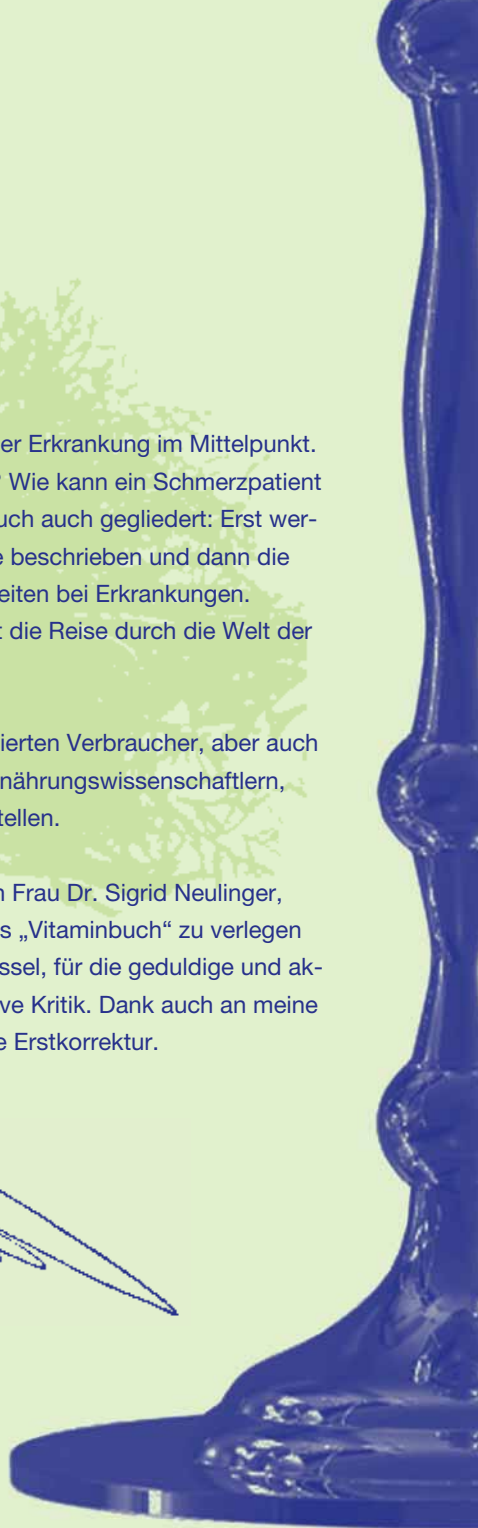 er Erkrankung im Mittelpunkt.
? Wie kann ein Schmerzpatient
uch auch gegliedert: Erst wer-
e beschrieben und dann die
eiten bei Erkrankungen.
t die Reise durch die Welt der
ierten Verbraucher, aber auch
nährungswissenschaftlern,
tellen.
n Frau Dr. Sigrid Neulinger,
s „Vitaminbuch“ zu verlegen
ssel, für die geduldige und ak-
ve Kritik. Dank auch an meine
e Erstkorrektur.